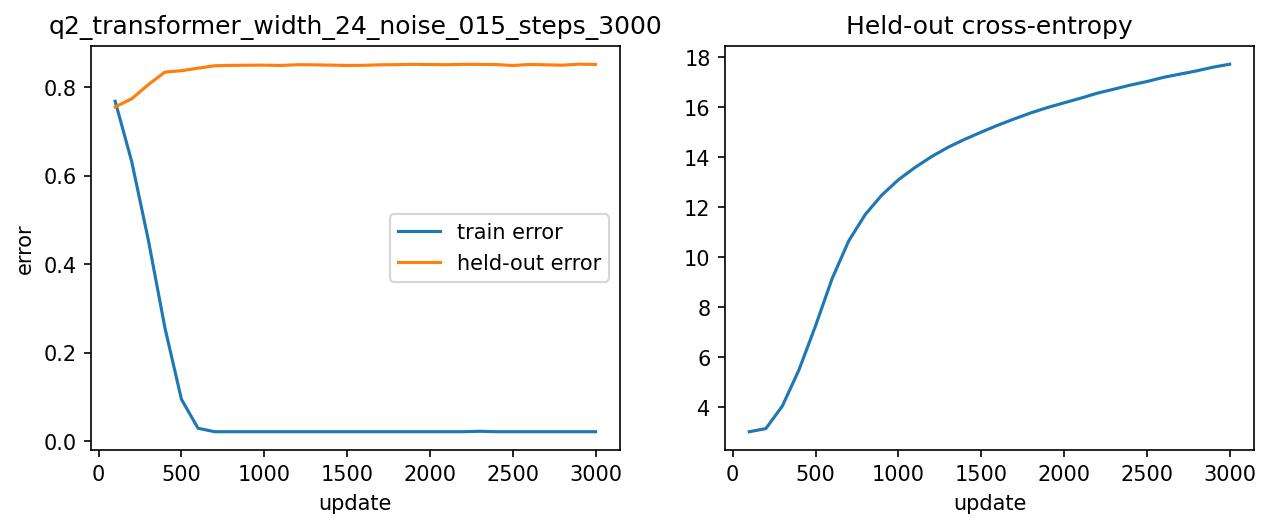 q2_transformer_width_24_noise_015_steps_3000
error
0.8
0.6
0.4
0.2
0.0
train error
held-out error
0 500 1000 1500 2000 2500 3000
update
Held-out cross-entropy
18
16
14
12
10
8
6
4
0 500 1000 1500 2000 2500 3000
update